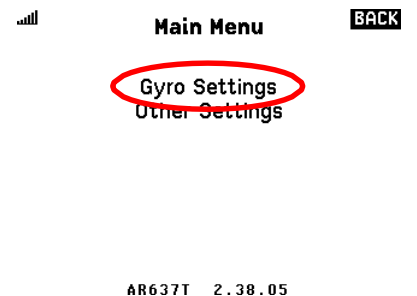 Main Menu
BACK
Gyro Settings
Other Settings
AR637T 2.38.05